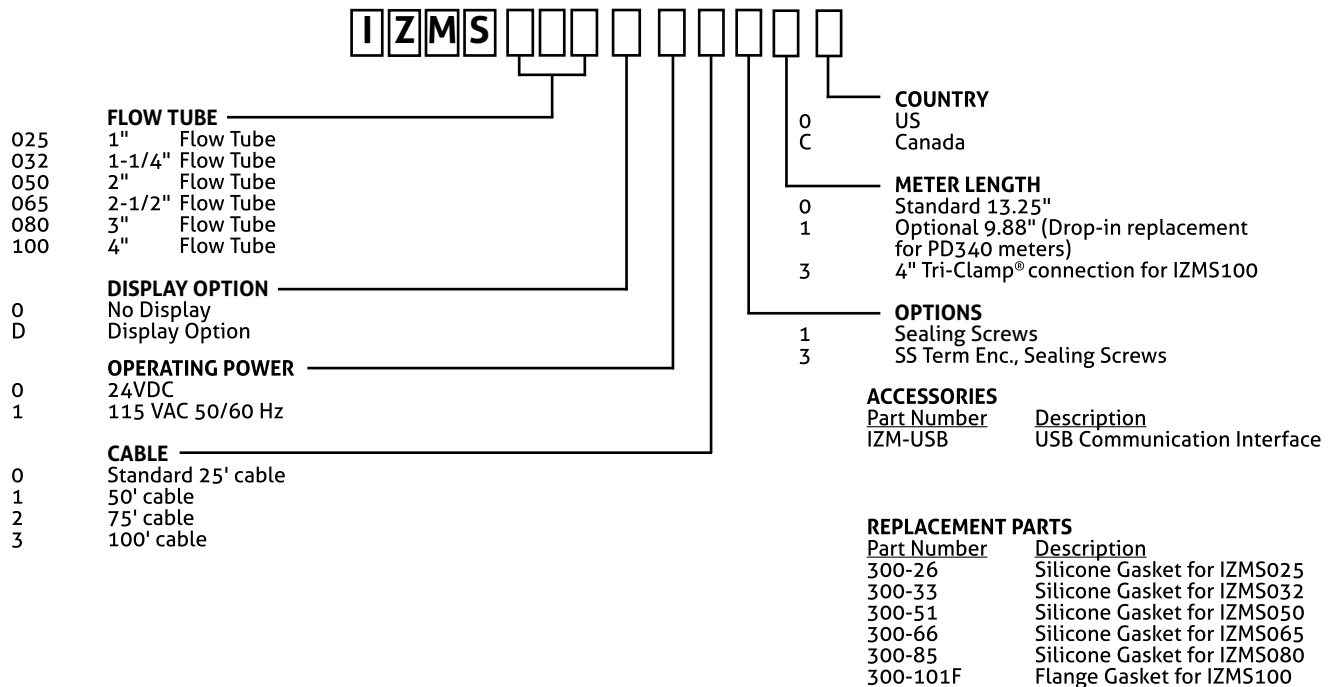 IZMS
FLOW TUBE
025 1" Flow Tube
032 1-1/4" Flow Tube
050 2" Flow Tube
065 2-1/2" Flow Tube
080 3" Flow Tube
100 4" Flow Tube
DISPLAY OPTION
0 No Display
D Display Option
OPERATING POWER
0 24VDC
1 115 VAC 50/60 Hz
CABLE
0 Standard 25' cable
1 50' cable
2 75' cable
3 100' cable
COUNTRY
0 US
C Canada
METER LENGTH
0 Standard 13.25"
1 Optional 9.88" (Drop-in replacement
for PD340 meters)
3 4" Tri-Clamp® connection for IZMS100
OPTIONS
1 Sealing Screws
3 SS Term Enc., Sealing Screws
ACCESSORIES
Part Number Description
IZM-USB USB Communication Interface
REPLACEMENT PARTS
Part Number Description
300-26 Silicone Gasket for IZMS025
300-33 Silicone Gasket for IZMS032
300-51 Silicone Gasket for IZMS050
300-66 Silicone Gasket for IZMS065
300-85 Silicone Gasket for IZMS080
300-101F Flange Gasket for IZMS100